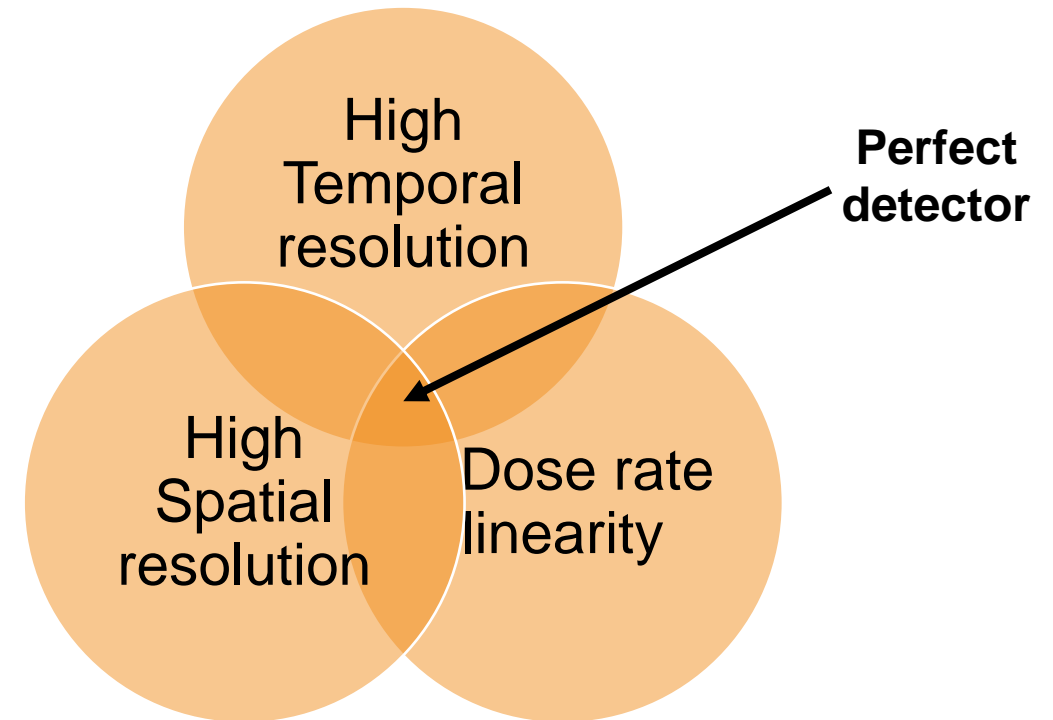 High
Temporal
resolution
Perfect
detector
High
Spatial
resolution
Dose rate
linearity